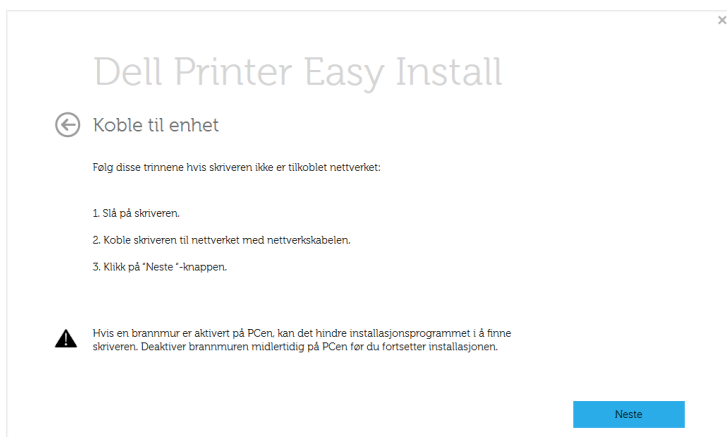 Dell Printer Easy Install
Koble til enhet
Følg disse trinnene hvis skriveren ikke er tilkoblet nettverket:
1. Slå på skriveren.
2. Koble skriveren til nettverket med nettverkskabelen.
3. Klikk på "Neste "-knappen.
Hvis en brannmur er aktivert på PCen, kan det hindre installasjonsprogrammet i å finne
skriveren. Deaktiver brannmuren midlertidig på PCen før du fortsetter installasjonen.
Neste